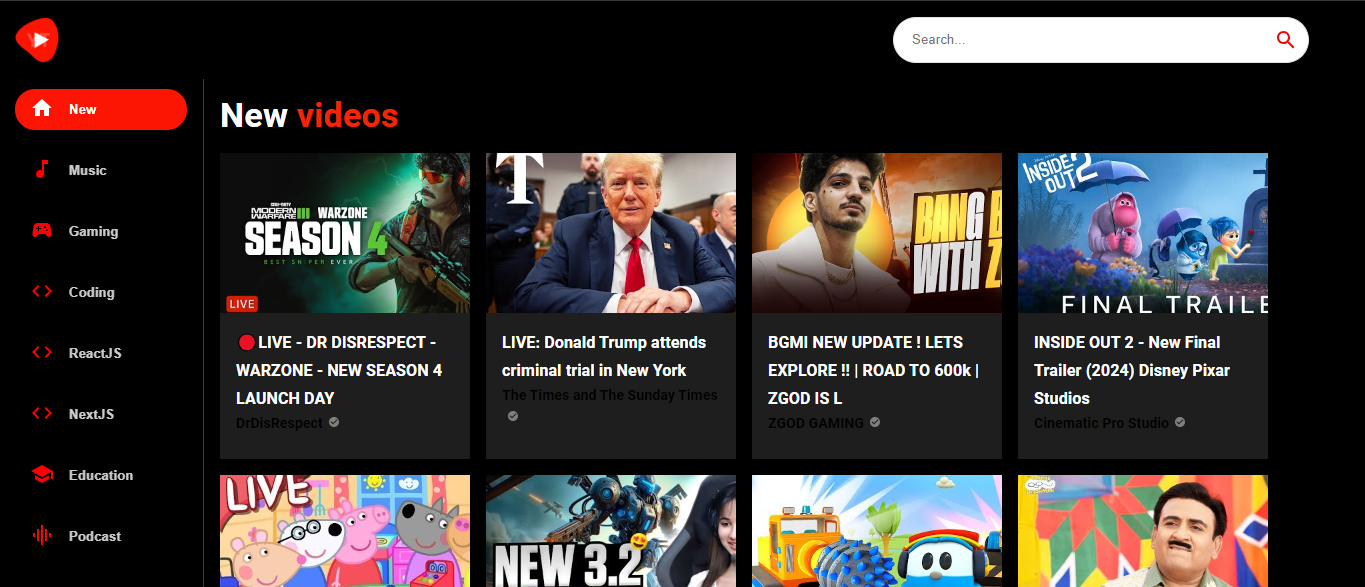 Search...
New
Music
Gaming
Coding
ReactJS
NextJS
Education
Podcast
New videos
CALL OF DUTY
MODERN WARFARE III WARZONE
SEASON 4
BEST SNIPER EVER
LIVE
🔴LIVE - DR DISRESPECT -
WARZONE - NEW SEASON 4
LAUNCH DAY
DrDisRespect
T
LIVE: Donald Trump attends
criminal trial in New York
The Times and The Sunday Times
BANG B
WITH Z
BGMI NEW UPDATE ! LETS
EXPLORE !! | ROAD TO 600k |
ZGOD IS L
ZGOD GAMING
INSIDE
OUT 2
FINAL TRAILE
INSIDE OUT 2 - New Final
Trailer (2024) Disney Pixar
Studios
Cinematic Pro Studio
LIVE
NEW 3.2